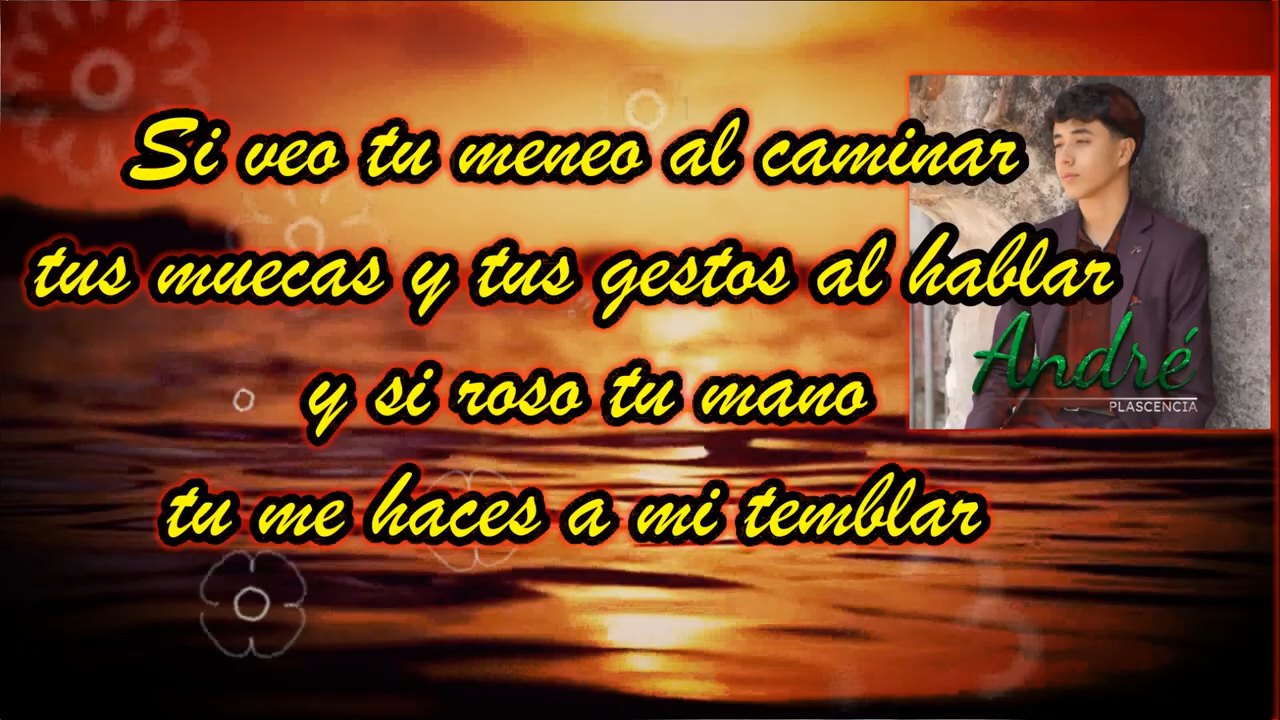 Si veo tu meneo al caminar
tus muecas y tus gestos al hablar
y si roso tu mano
tu me haces a mi temblar
André
PLASCENCIA